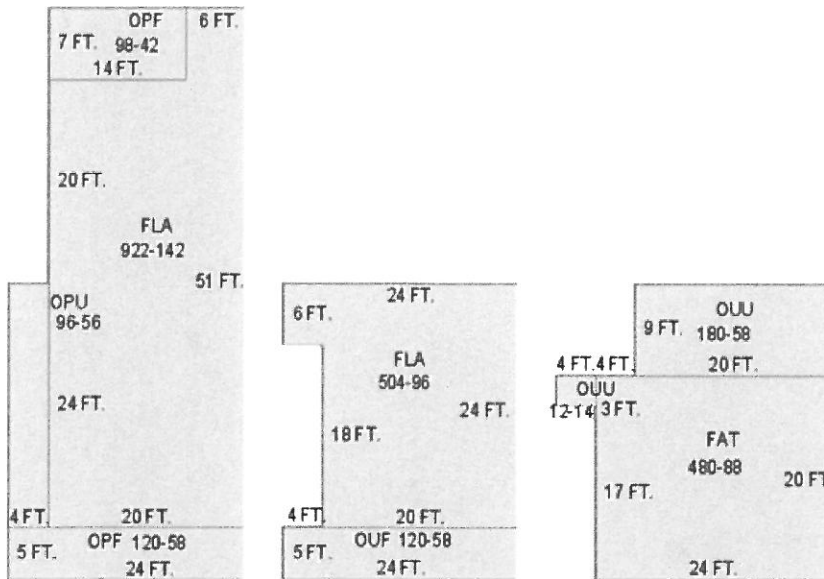 OPF
98-42
6 FT.
7 FT.
14 FT.
20 FT.
FLA
922-142
51 FT.
OPU
96-56
24 FT.
4 FT.
20 FT.
OPF 120-58
5 FT.
24 FT.
24 FT.
6 FT.
FLA
504-96
24 FT.
18 FT.
4 FT.
20 FT.
OUF 120-58
5 FT.
24 FT.
OUU
180-58
9 FT.
20 FT.
4 FT. 4 FT.
OUU
12-14
3 FT.
FAT
480-88
17 FT.
20 FT.
24 FT.